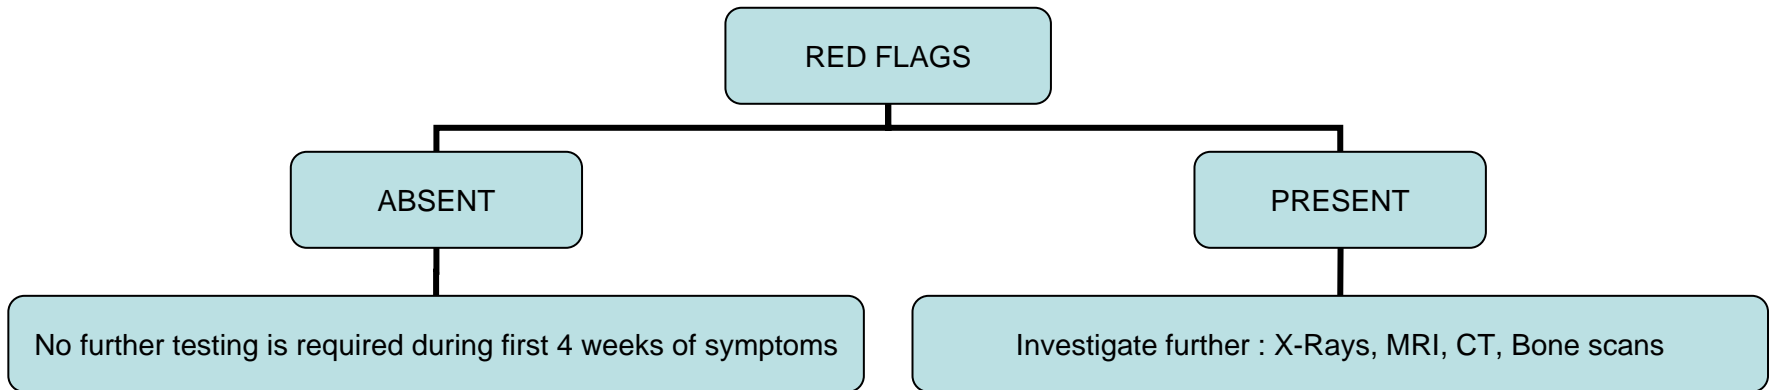 RED FLAGS
ABSENT
PRESENT
No further testing is required during first 4 weeks of symptoms
Investigate further : X-Rays, MRI, CT, Bone scans